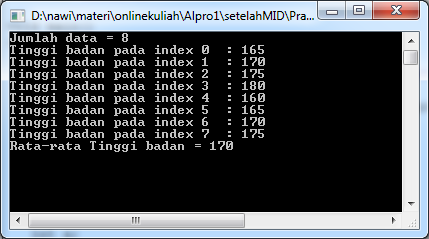 D:\nawi\materi\onlinekuliah\Alpro1\setelahMID\Pra...
Jumlah data = 8
Tinggi badan pada index 0  : 165
Tinggi badan pada index 1  : 170
Tinggi badan pada index 2  : 175
Tinggi badan pada index 3  : 180
Tinggi badan pada index 4  : 160
Tinggi badan pada index 5  : 165
Tinggi badan pada index 6  : 170
Tinggi badan pada index 7  : 175
Rata-rata Tinggi badan = 170